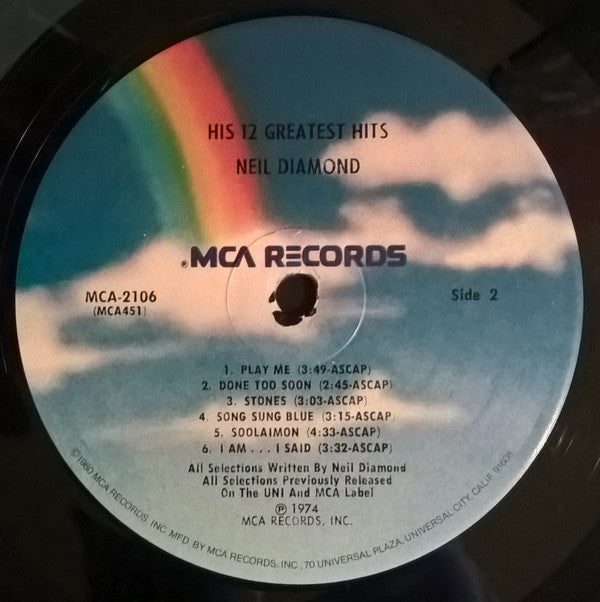 HIS 12 GREATEST HITS
NEIL DIAMOND
®MCA RECORDS
MCA-2106
(MCA451)
Side 2
1. PLAY ME (3:49-ASCAP)
2. DONE TOO SOON (2:45-ASCAP)
3. STONES (3:03-ASCAP)
4. SONG SUNG BLUE (3:15-ASCAP)
5. SOOLAIMON (4:33-ASCAP)
6. I AM . . . I SAID (3:32-ASCAP)
All Selections Written By Neil Diamond
All Selections Previously Released
On The UNI And MCA Label
℗ 1974
MCA RECORDS, INC.
©1980 MCA RECORDS, INC. MFD. BY MCA RECORDS, INC., 70 UNIVERSAL PLAZA, UNIVERSAL CITY, CALIF. 91608